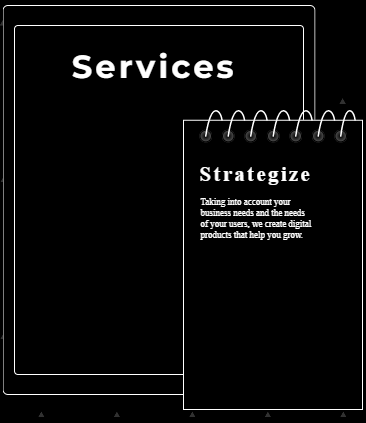 Services
Strategize
Taking into account your
business needs and the needs
of your users, we create digital
products that help you grow.